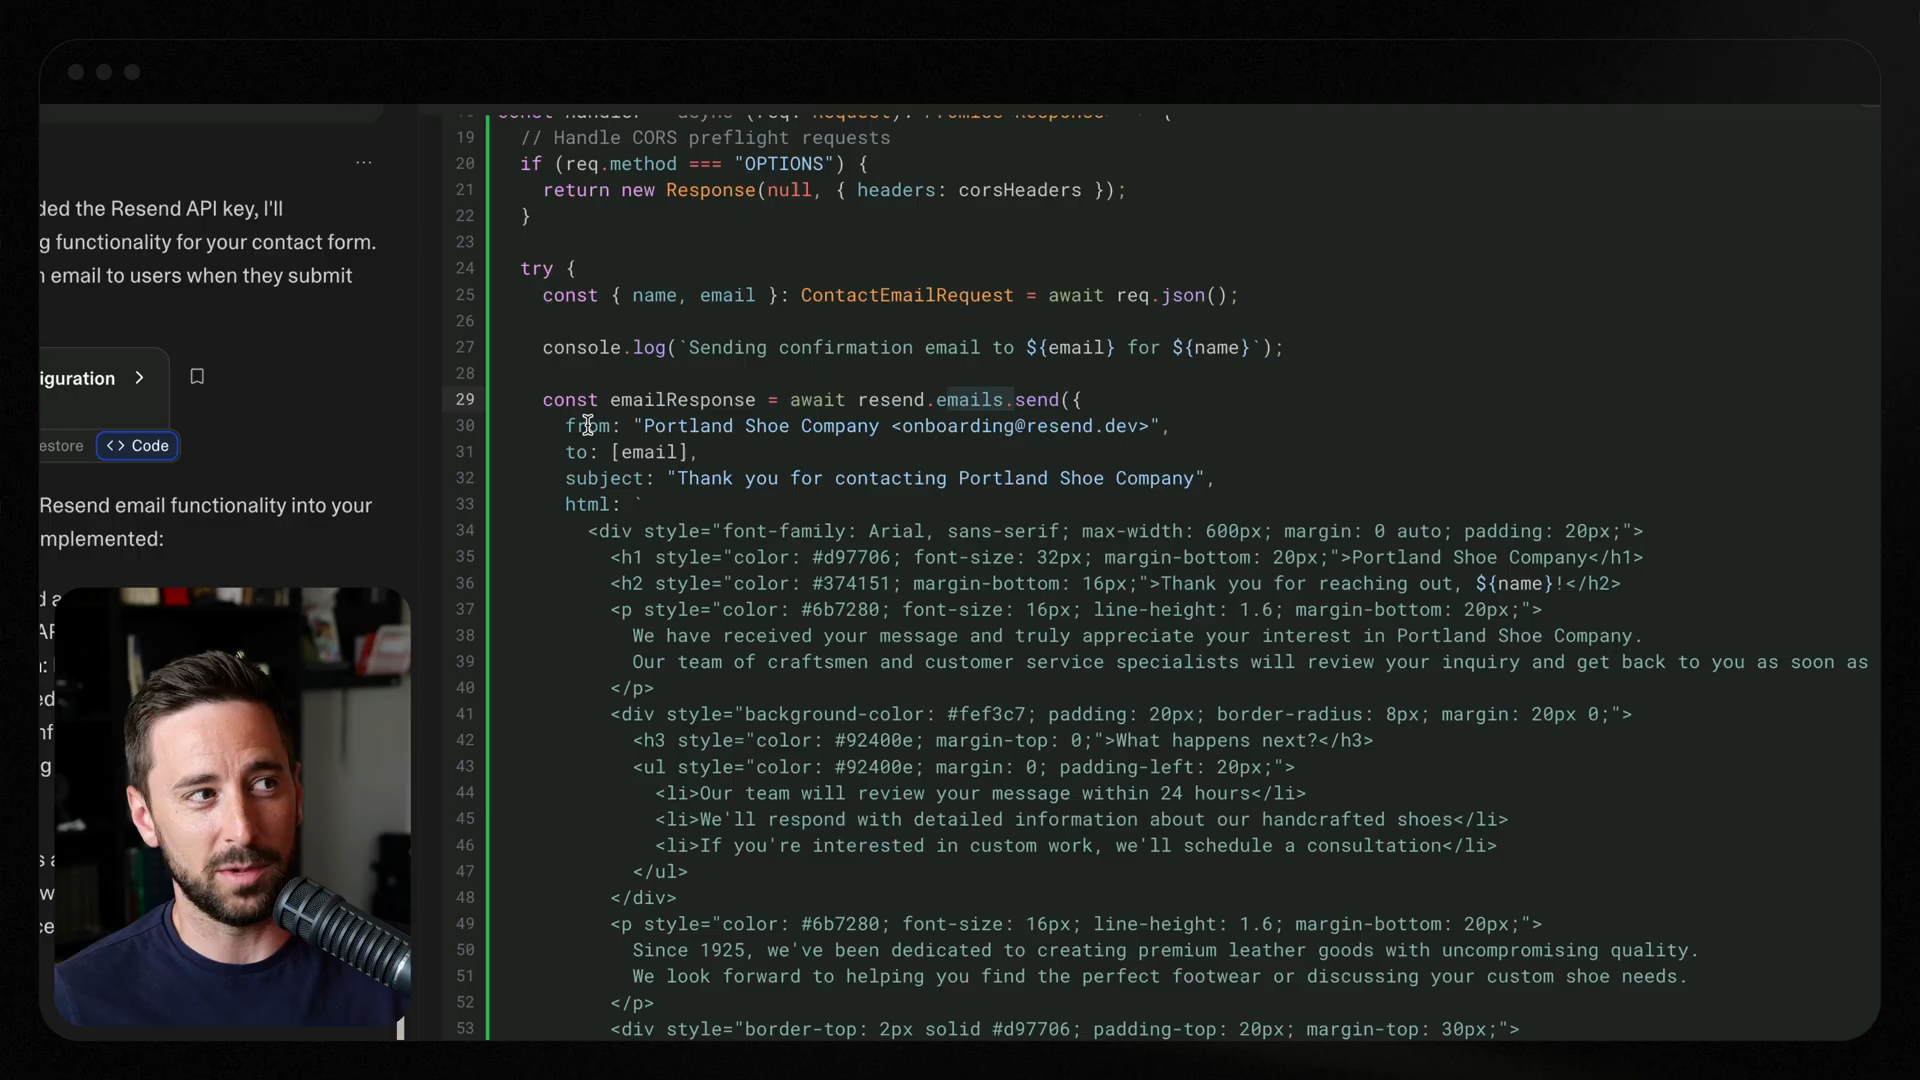 ded the Resend API key, I'll
g functionality for your contact form.
n email to users when they submit
iguration
estore
Code
Resend email functionality into your
mplemented:
19 // Handle CORS preflight requests
20 if (req.method === "OPTIONS") {
21 return new Response(null, { headers: corsHeaders });
22 }
23
24 try {
25 const { name, email }: ContactEmailRequest = await req.json();
26
27 console.log(`Sending confirmation email to ${email} for ${name}`);
28
29 const emailResponse = await resend.emails.send({
30 from: "Portland Shoe Company <onboarding@resend.dev>",
31 to: [email],
32 subject: "Thank you for contacting Portland Shoe Company",
33 html: `
34 <div style="font-family: Arial, sans-serif; max-width: 600px; margin: 0 auto; padding: 20px;">
35 <h1 style="color: #d97706; font-size: 32px; margin-bottom: 20px;">Portland Shoe Company</h1>
36 <h2 style="color: #374151; margin-bottom: 16px;">Thank you for reaching out, ${name}!</h2>
37 <p style="color: #6b7280; font-size: 16px; line-height: 1.6; margin-bottom: 20px;">
38 We have received your message and truly appreciate your interest in Portland Shoe Company.
39 Our team of craftsmen and customer service specialists will review your inquiry and get back to you as soon as
40 </p>
41 <div style="background-color: #fef3c7; padding: 20px; border-radius: 8px; margin: 20px 0;">
42 <h3 style="color: #92400e; margin-top: 0;">What happens next?</h3>
43 <ul style="color: #92400e; margin: 0; padding-left: 20px;">
44 <li>Our team will review your message within 24 hours</li>
45 <li>We'll respond with detailed information about our handcrafted shoes</li>
46 <li>If you're interested in custom work, we'll schedule a consultation</li>
47 </ul>
48 </div>
49 <p style="color: #6b7280; font-size: 16px; line-height: 1.6; margin-bottom: 20px;">
50 Since 1925, we've been dedicated to creating premium leather goods with uncompromising quality.
51 We look forward to helping you find the perfect footwear or discussing your custom shoe needs.
52 </p>
53 <div style="border-top: 2px solid #d97706; padding-top: 20px; margin-top: 30px;">